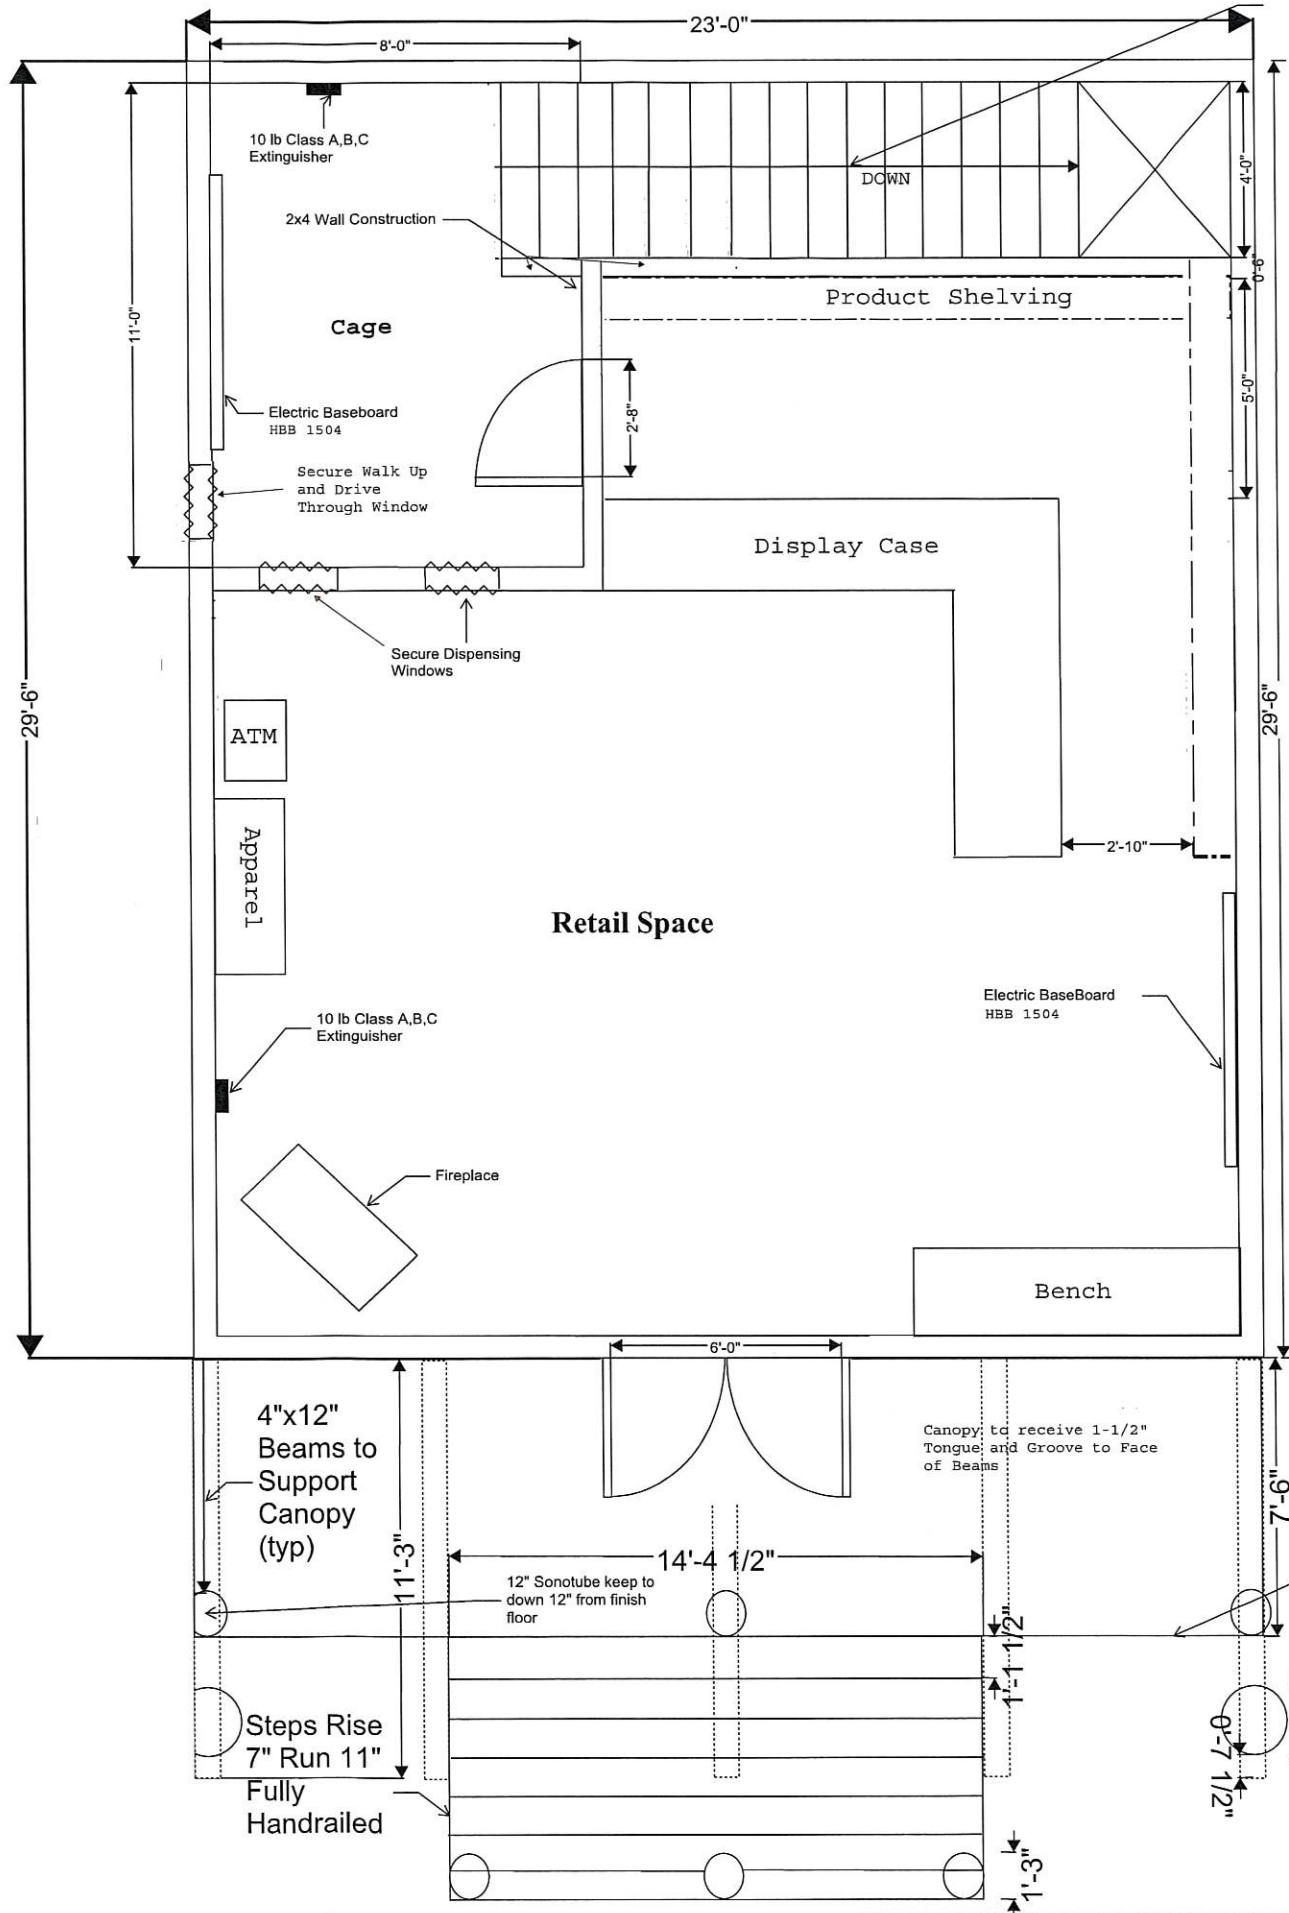 23'-0"
8'-0"
10 lb Class A,B,C
Extinguisher
DOWN
4'-0"
2x4 Wall Construction
0'-6"
Product Shelving
11'-0"
Cage
5'-0"
2'-8"
Electric Baseboard
HBB 1504
Secure Walk Up
and Drive
Through Window
Display Case
Secure Dispensing
Windows
29'-6"
29'-6"
ATM
Apparel
2'-10"
Retail Space
Electric BaseBoard
HBB 1504
10 lb Class A,B,C
Extinguisher
Fireplace
Bench
6'-0"
4"x12"
Beams to
Support
Canopy
(typ)
Canopy to receive 1-1/2"
Tongue and Groove to Face
of Beams
7'-6"
11'-3"
14'-4 1/2"
12" Sonotube keep to
down 12" from finish
floor
1'-1 1/2"
Steps Rise
7" Run 11"
Fully
Handrailed
0'-7 1/2"
1'-3"